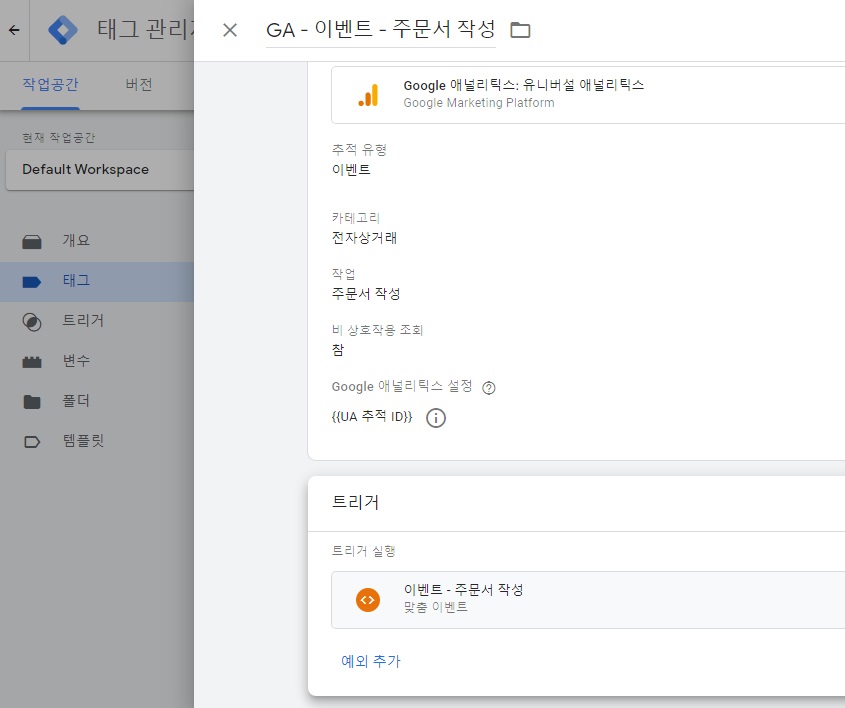 태그 관리
GA - 이벤트 - 주문서 작성
작업공간
버전
현재 작업공간
Default Workspace
개요
태그
트리거
변수
폴더
템플릿
Google 애널리틱스: 유니버설 애널리틱스
Google Marketing Platform
추적 유형
이벤트
카테고리
전자상거래
작업
주문서 작성
비 상호작용 조회
참
Google 애널리틱스 설정
{{UA 추적 ID}}
트리거
트리거 실행
이벤트 - 주문서 작성
맞춤 이벤트
예외 추가